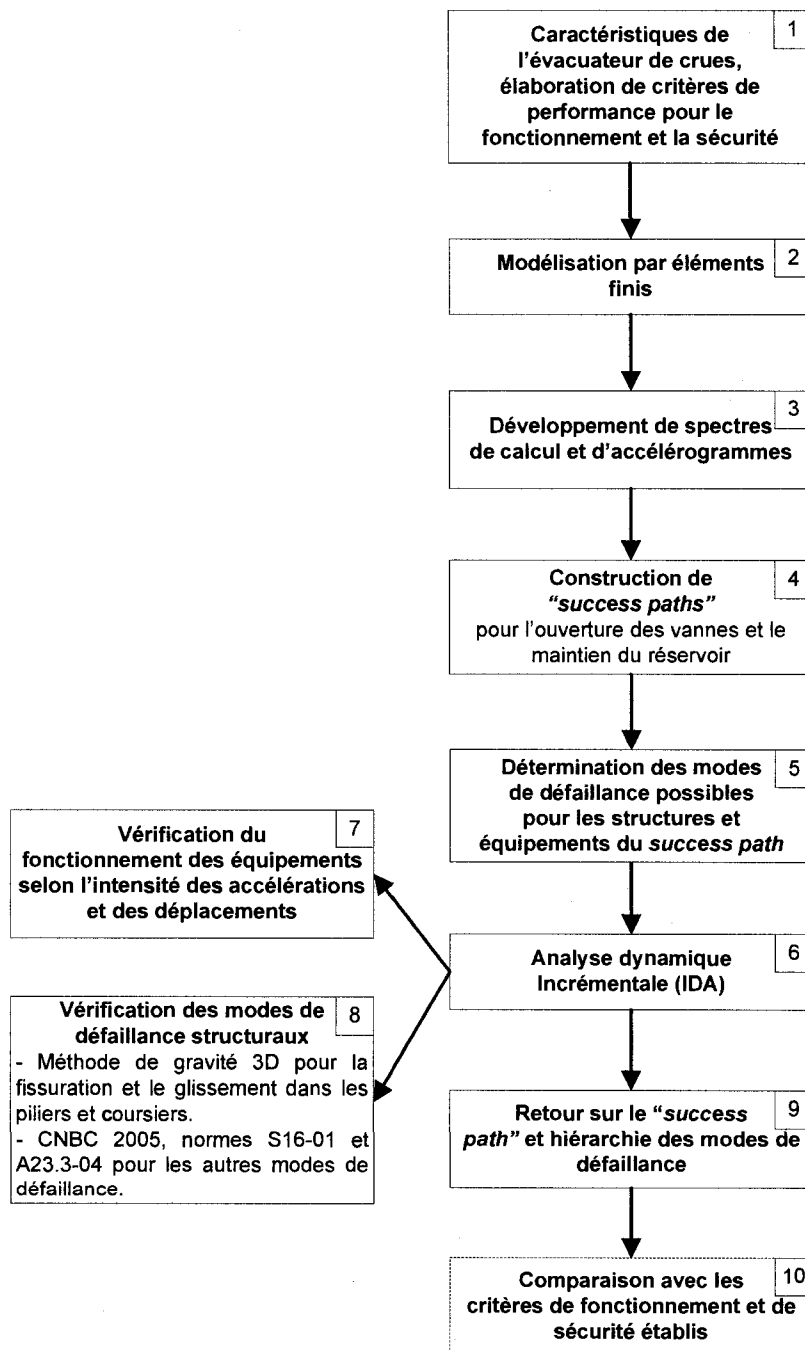 1
Caractéristiques de
l'évacuateur de crues,
élaboration de critères de
performance pour le
fonctionnement et la sécurité
2
Modélisation par éléments
finis
3
Développement de spectres
de calcul et d'accélérogrammes
4
Construction de
"success paths"
pour l'ouverture des vannes et le
maintien du réservoir
5
Détermination des modes
de défaillance possibles
pour les structures et
équipements du success path
6
Analyse dynamique
Incrémentale (IDA)
7
Vérification du
fonctionnement des équipements
selon l'intensité des accélérations
et des déplacements
8
Vérification des modes de
défaillance structuraux
- Méthode de gravité 3D pour la
fissuration et le glissement dans les
piliers et coursiers.
- CNBC 2005, normes S16-01 et
A23.3-04 pour les autres modes de
défaillance.
9
Retour sur le "success
path" et hiérarchie des modes de
défaillance
10
Comparaison avec les
critères de fonctionnement et de
sécurité établis